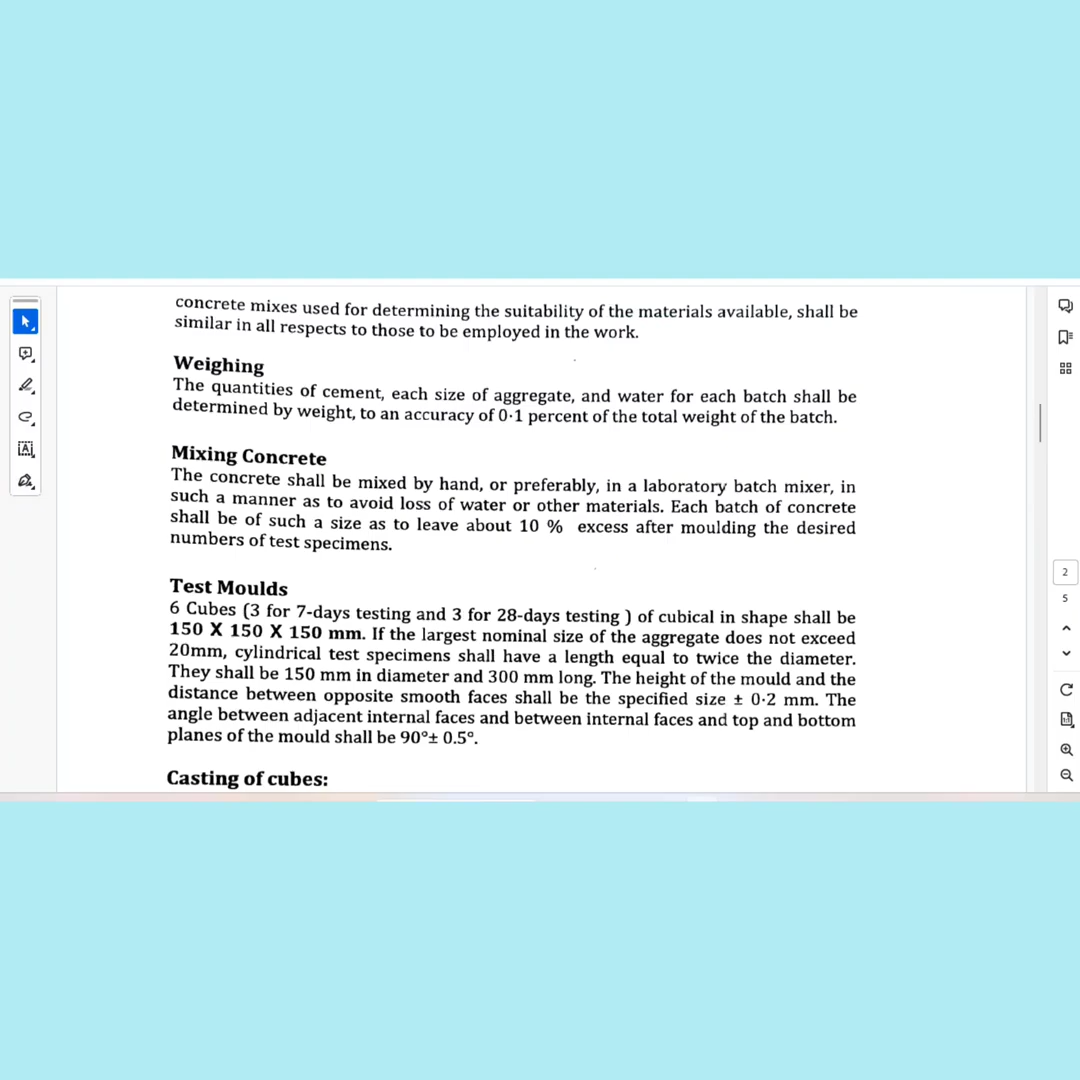 concrete mixes used for determining the suitability of the materials available, shall be
similar in all respects to those to be employed in the work.
Weighing
The quantities of cement, each size of aggregate, and water for each batch shall be
determined by weight, to an accuracy of 0·1 percent of the total weight of the batch.
Mixing Concrete
The concrete shall be mixed by hand, or preferably, in a laboratory batch mixer, in
such a manner as to avoid loss of water or other materials. Each batch of concrete
shall be of such a size as to leave about 10 % excess after moulding the desired
numbers of test specimens.
Test Moulds
6 Cubes (3 for 7-days testing and 3 for 28-days testing ) of cubical in shape shall be
150 X 150 X 150 mm. If the largest nominal size of the aggregate does not exceed
20mm, cylindrical test specimens shall have a length equal to twice the diameter.
They shall be 150 mm in diameter and 300 mm long. The height of the mould and the
distance between opposite smooth faces shall be the specified size ± 0·2 mm. The
angle between adjacent internal faces and between internal faces and top and bottom
planes of the mould shall be 90°± 0.5°.
Casting of cubes:
2
5